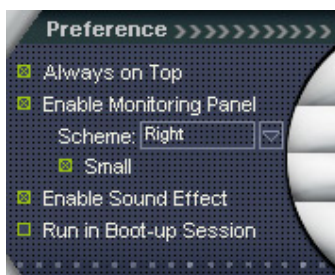 Preference >>>>>>>>>>>
Always on Top
Enable Monitoring Panel
Scheme: Right
Small
Enable Sound Effect
Run in Boot-up Session